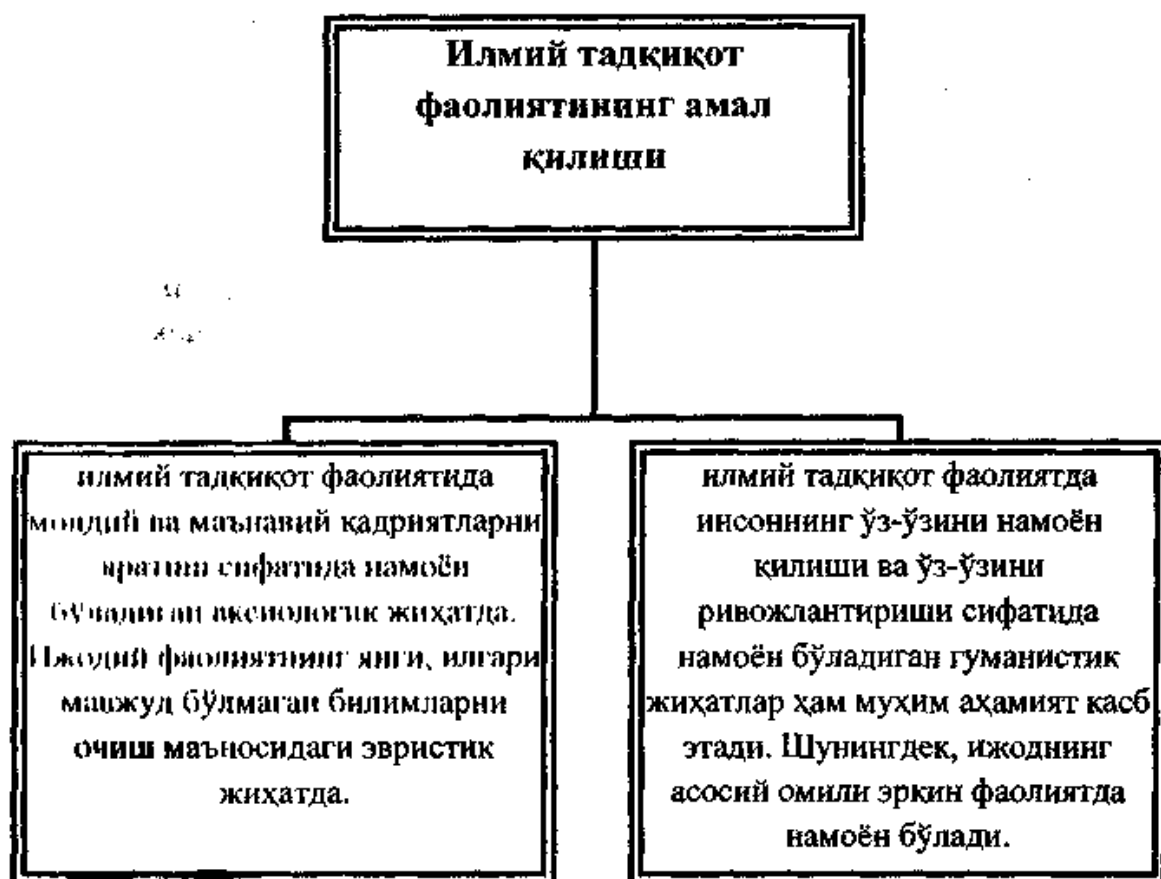 Илмий тадқиқот
фаолиятининг амал
қилиши
илмий тадқиқот фаолиятида
моддий ва маънавий қадриятларни
яратиш сифатида намоён
бўладиган аксиологик жиҳатда.
Ижодий фаолиятнинг янги, илгари
мавжуд бўлмаган билимларни
очиш маъносидаги эвристик
жиҳатда.
илмий тадқиқот фаолиятда
инсоннинг ўз-ўзини намоён
қилиши ва ўз-ўзини
ривожлантириши сифатида
намоён бўладиган гуманистик
жиҳатлар ҳам муҳим аҳамият касб
этади. Шунингдек, ижоднинг
асосий омили эркин фаолиятда
намоён бўлади.